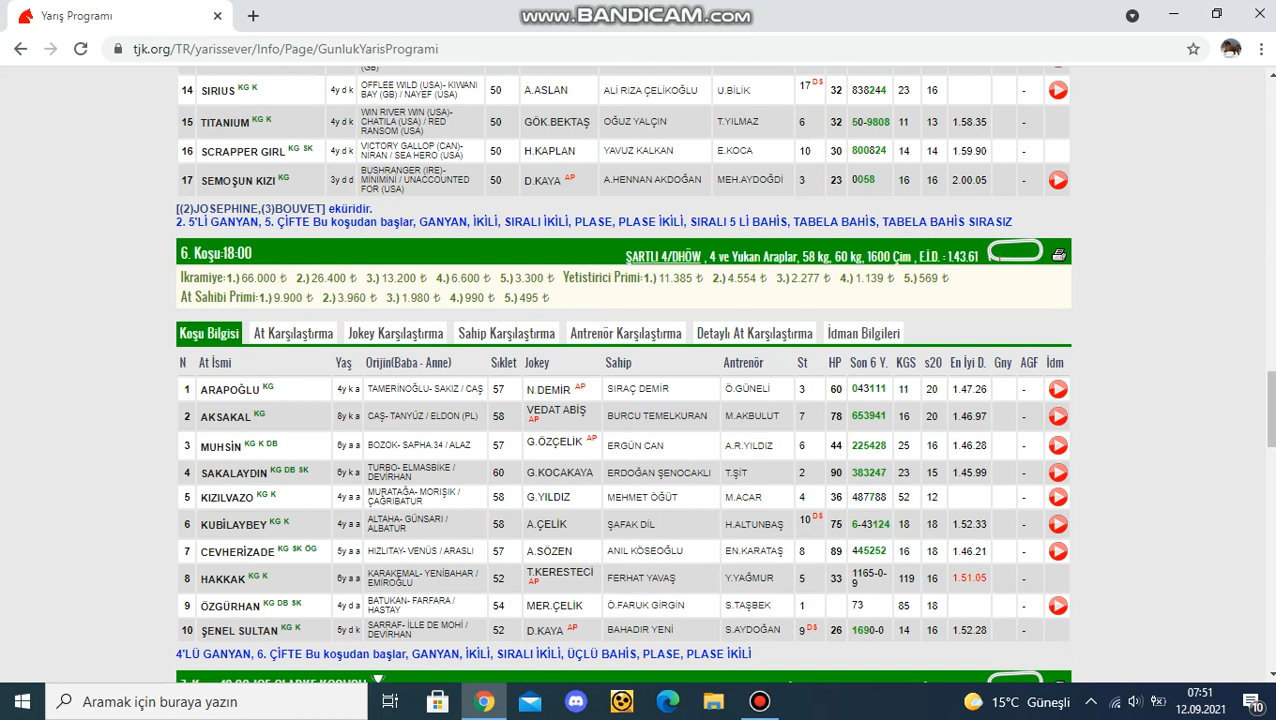 www.BANDICAM.com
Yarış Programı
tjk.org/TR/yarissever/Info/Page/GunlukYarisProgrami
(GB)
14 SIRIUS KG K 4y d k OFFLEE WILD (USA)- KIWANI BAY (GB) / NAYEF (USA) 50 A.ASLAN ALİ RIZA ÇELİKOĞLU U.BİLİK 17 DS 32 838244 23 16 -
15 TITANIUM KG K 4y d k WIN RIVER WIN (USA)- CHATILA (USA) / RED RANSOM (USA) 50 GÖK.BEKTAŞ OĞUZ YALÇIN T.YILMAZ 6 32 50-9808 11 13 1.58.35 -
16 SCRAPPER GIRL KG SK 4y d k VICTORY GALLOP (CAN)- NIRAN / SEA HERO (USA) 50 H.KAPLAN YAVUZ KALKAN E.KOCA 10 30 800824 14 14 1.59.90 -
17 SEMOŞUN KIZI KG 3y d d BUSHRANGER (IRE)- MINIMINI / UNACCOUNTED FOR (USA) 50 D.KAYA AP A.HENNAN AKDOĞAN MEH.AYDOĞDİ 3 23 0058 16 16 2.00.05 -
[(2)JOSEPHINE,(3)BOUVET] eküridir.
2. 5'Lİ GANYAN, 5. ÇİFTE Bu koşudan başlar, GANYAN, İKİLİ, SIRALI İKİLİ, PLASE, PLASE İKİLİ, SIRALI 5 Lİ BAHİS, TABELA BAHİS, TABELA BAHİS SIRASIZ
6. Koşu:18:00 ŞARTLI 4/DHÖW , 4 ve Yukarı Araplar, 58 kg, 60 kg, 1600 Çim , E.İ.D. : 1.43.61
Ikramiye:1.) 66.000 ₺ 2.) 26.400 ₺ 3.) 13.200 ₺ 4.) 6.600 ₺ 5.) 3.300 ₺ Yetistirici Primi:1.) 11.385 ₺ 2.) 4.554 ₺ 3.) 2.277 ₺ 4.) 1.139 ₺ 5.) 569 ₺
At Sahibi Primi:1.) 9.900 ₺ 2.) 3.960 ₺ 3.) 1.980 ₺ 4.) 990 ₺ 5.) 495 ₺
Koşu Bilgisi At Karşılaştırma Jokey Karşılaştırma Sahip Karşılaştırma Antrenör Karşılaştırma Detaylı At Karşılaştırma İdman Bilgileri
N At İsmi Yaş Orijin(Baba - Anne) Sıklet Jokey Sahip Antrenör St HP Son 6 Y. KGS s20 En İyi D. Gny AGF İdm
1 ARAPOĞLU KG 4y k a TAMERİNOĞLU- SAKIZ / CAŞ 57 N.DEMİR AP SIRAÇ DEMİR Ö.GÜNELİ 3 60 043111 11 20 1.47.26 -
2 AKSAKAL KG 8y k a CAŞ- TANYÜZ / ELDON (PL) 58 VEDAT ABİŞ AP BURCU TEMELKURAN M.AKBULUT 7 78 653941 16 20 1.46.97 -
3 MUHSİN KG K DB 6y a a BOZOK- SAPHA.34 / ALAZ 57 G.ÖZÇELİK AP ERGÜN CAN A.R.YILDIZ 6 44 225428 25 16 1.46.28 -
4 SAKALAYDIN KG DB SK 6y k a TURBO- ELMASBİKE / DEVİRHAN 60 G.KOCAKAYA ERDOĞAN ŞENOCAKLI T.ŞİT 2 90 383247 23 15 1.45.99 -
5 KIZILVAZO KG K 4y a a MURATAĞA- MORIŞIK / ÇAĞRIBATUR 58 G.YILDIZ MEHMET ÖĞÜT M.ACAR 4 36 487788 52 12 -
6 KUBİLAYBEY KG K 4y a a ALTAHA- GÜNSARI / ALBATUR 58 A.ÇELİK ŞAFAK DİL H.ALTUNBAŞ 10 DS 75 6-43124 18 18 1.52.33 -
7 CEVHERİZADE KG SK ÖG 5y a a HIZLITAY- VENÜS / ARASLI 57 A.SÖZEN ANIL KÖSEOĞLU EN.KARATAŞ 8 89 445252 16 18 1.46.21 -
8 HAKKAK KG K 6y a a KARAKEMAL- YENİBAHAR / EMİROĞLU 52 T.KERESTECİ AP FERHAT YAVAŞ Y.YAĞMUR 5 33 1165-0-9 119 16 1.51.05 -
9 ÖZGÜRHAN KG DB SK 4y d a BATUKAN- FARFARA / HASTAY 54 MER.ÇELİK Ö.FARUK GİRGİN S.TAŞBEK 1 73 85 18 -
10 ŞENEL SULTAN KG K 5y d k SARRAF- İLLE DE MOHİ / DEVİRHAN 52 D.KAYA AP BAHADIR YENİ S.AYDOĞAN 9 DS 26 1690-0 14 16 1.52.28 -
4'LÜ GANYAN, 6. ÇİFTE Bu koşudan başlar, GANYAN, İKİLİ, SIRALI İKİLİ, ÜÇLÜ BAHİS, PLASE, PLASE İKİLİ
Aramak için buraya yazın
15°C Güneşli
07:51
12.09.2021
10